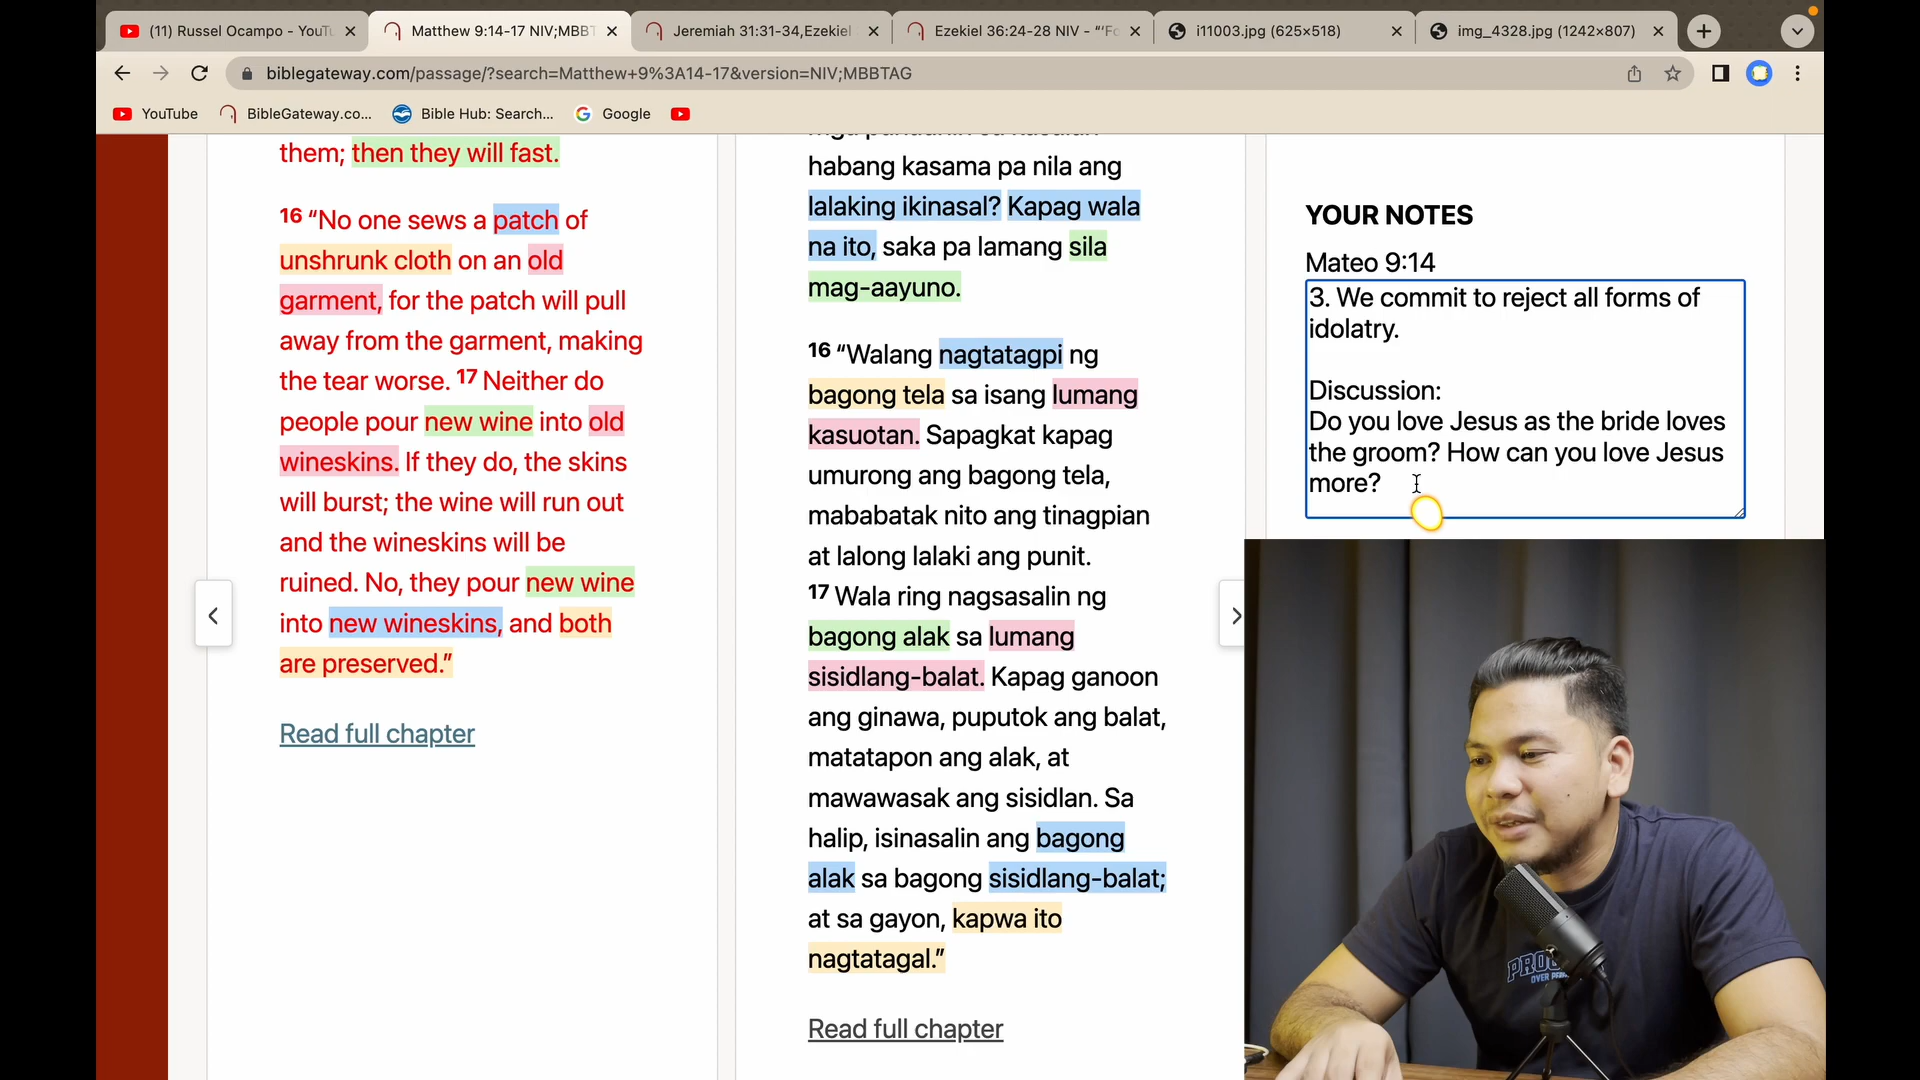 (11) Russel Ocampo - YouTu
Matthew 9:14-17 NIV;MBBT
Jeremiah 31:31-34,Ezekiel
Ezekiel 36:24-28 NIV - “‘Fo
i11003.jpg (625×518)
img_4328.jpg (1242×807)
biblegateway.com/passage/?search=Matthew+9%3A14-17&version=NIV;MBBTAG
YouTube
BibleGateway.co...
Bible Hub: Search...
Google
them; then they will fast.
16 “No one sews a patch of
unshrunk cloth on an old
garment, for the patch will pull
away from the garment, making
the tear worse. 17 Neither do
people pour new wine into old
wineskins. If they do, the skins
will burst; the wine will run out
and the wineskins will be
ruined. No, they pour new wine
into new wineskins, and both
are preserved.”
Read full chapter
habang kasama pa nila ang
lalaking ikinasal? Kapag wala
na ito, saka pa lamang sila
mag-aayuno.
16 “Walang nagtatagpi ng
bagong tela sa isang lumang
kasuotan. Sapagkat kapag
umurong ang bagong tela,
mababatak nito ang tinagpian
at lalong lalaki ang punit.
17 Wala ring nagsasalin ng
bagong alak sa lumang
sisidlang-balat. Kapag ganoon
ang ginawa, puputok ang balat,
matatapon ang alak, at
mawawasak ang sisidlan. Sa
halip, isinasalin ang bagong
alak sa bagong sisidlang-balat;
at sa gayon, kapwa ito
nagtatagal.”
Read full chapter
YOUR NOTES
Mateo 9:14
3. We commit to reject all forms of
idolatry.
Discussion:
Do you love Jesus as the bride loves
the groom? How can you love Jesus
more?